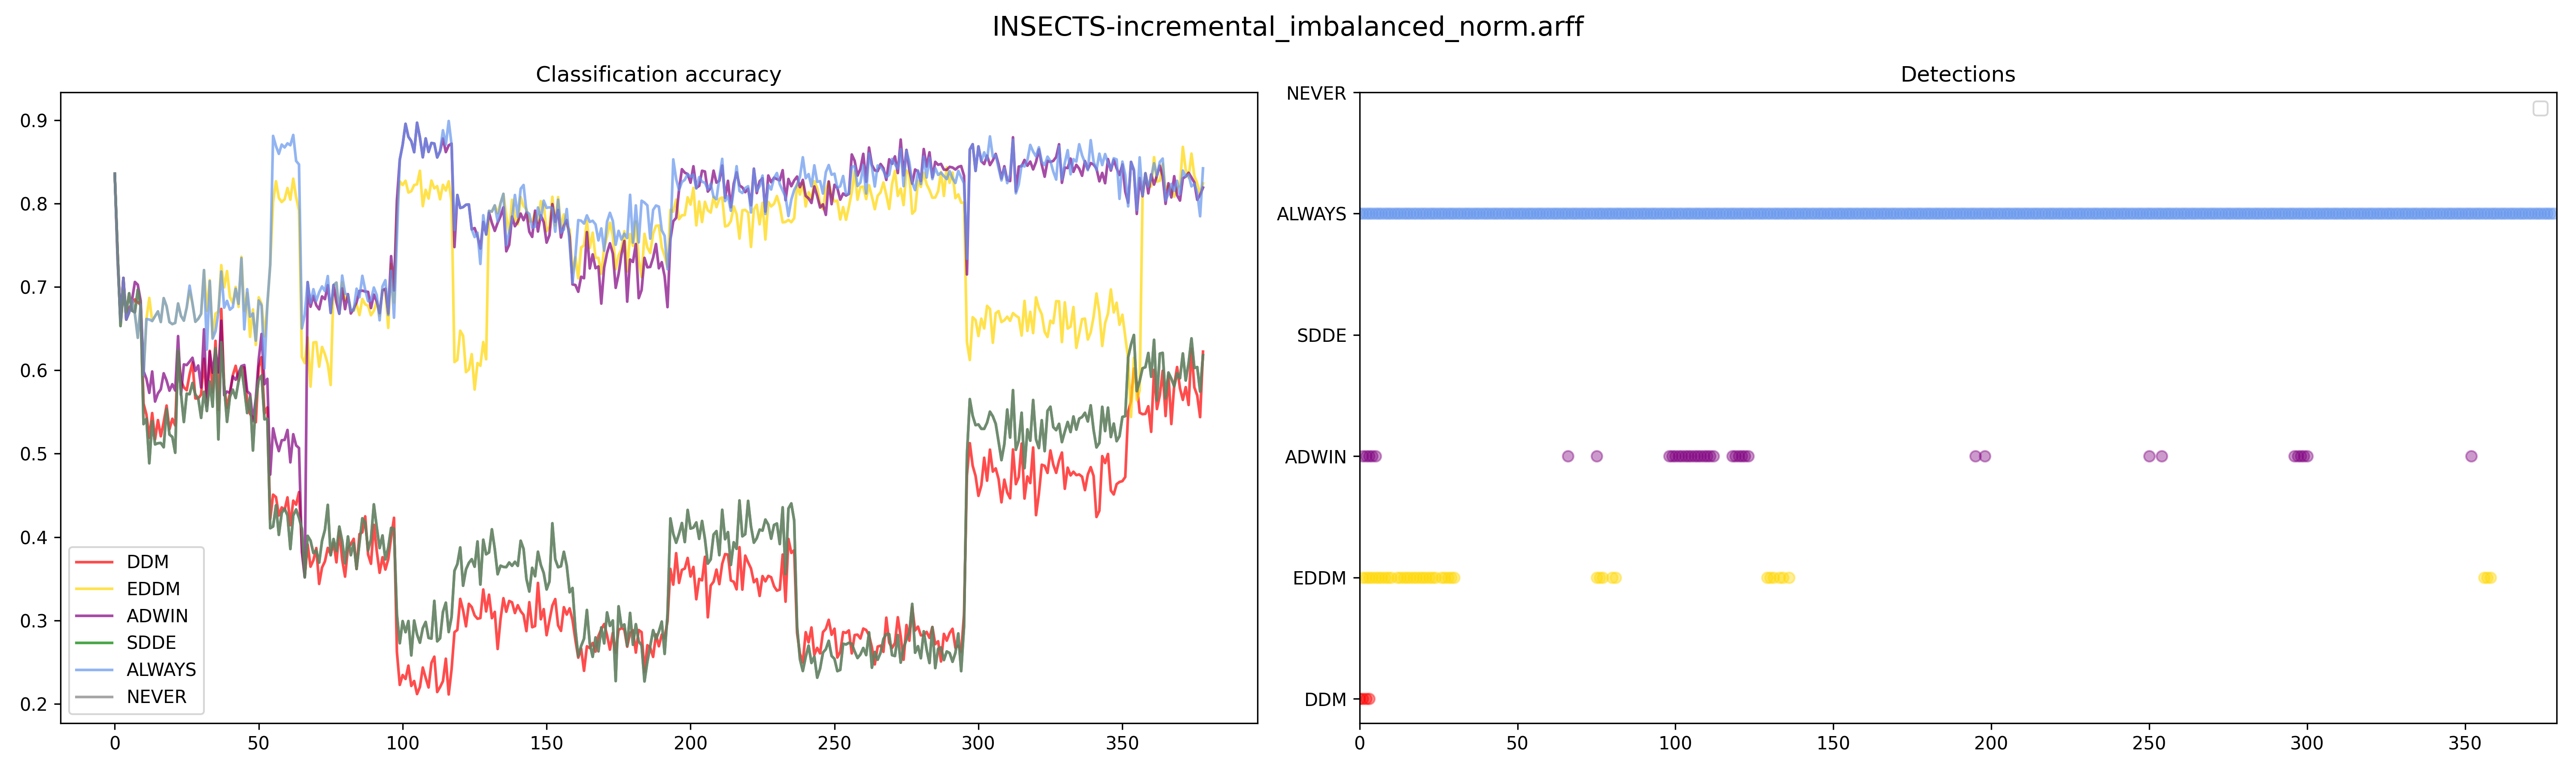 INSECTS-incremental_imbalanced_norm.arff
Classification accuracy
0.9
0.8
0.7
0.6
0.5
0.4
0.3
0.2
DDM
EDDM
ADWIN
SDDE
ALWAYS
NEVER
0 50 100 150 200 250 300 350
Detections
NEVER
ALWAYS
SDDE
ADWIN
EDDM
DDM
0 50 100 150 200 250 300 350